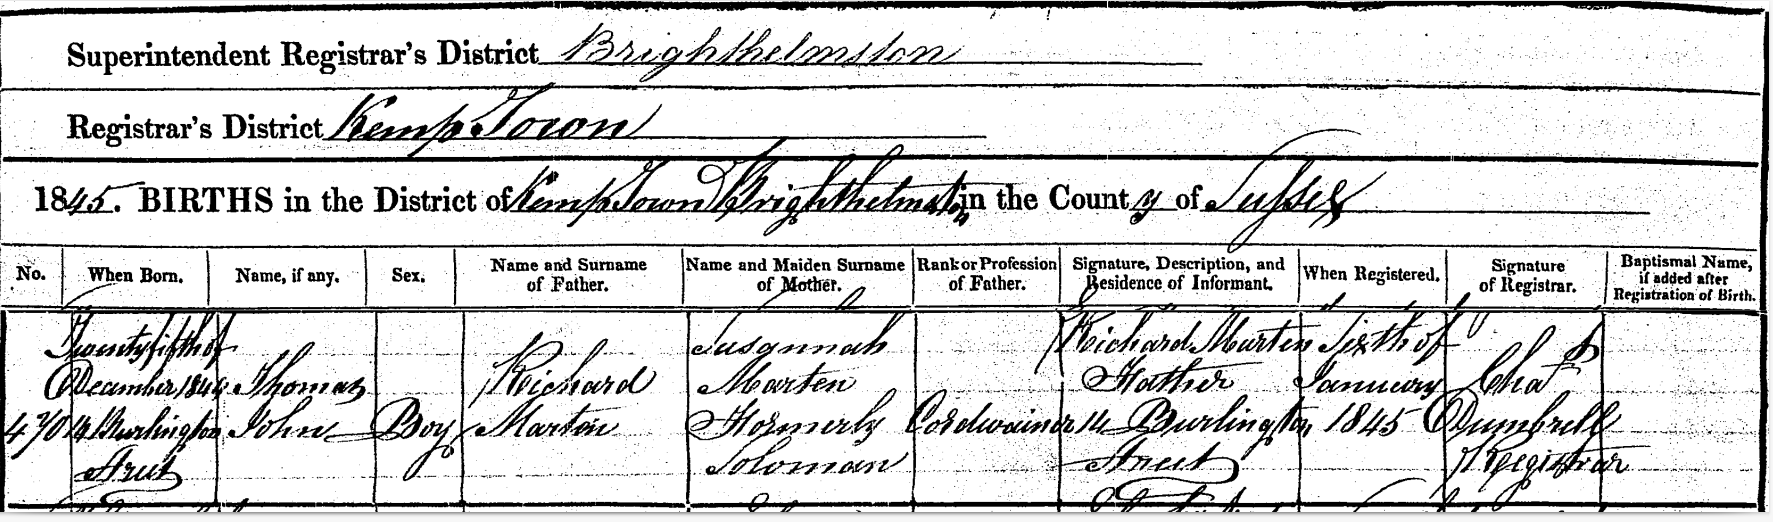 Superintendent Registrar's District Brighthelmston
Registrar's District Kemp Town
1845. BIRTHS in the District of Kemp Town Brighthelmston in the County of Sussex
No.
When Born.
Name, if any.
Sex.
Name and Surname
of Father.
Name and Maiden Surname
of Mother.
Rank or Profession
of Father.
Signature, Description, and
Residence of Informant.
When Registered.
Signature
of Registrar.
Baptismal Name,
if added after
Registration of Birth.
470
Twenty fifth of
December 1844
14 Burlington
Street
Thomas
John
Boy
Richard
Marten
Susannah
Marten
Formerly
Soloman
Cordwainer
Richard Marten
Father
14 Burlington
Street
Sixth of
January
1845
Chas
Dumbrell
Registrar